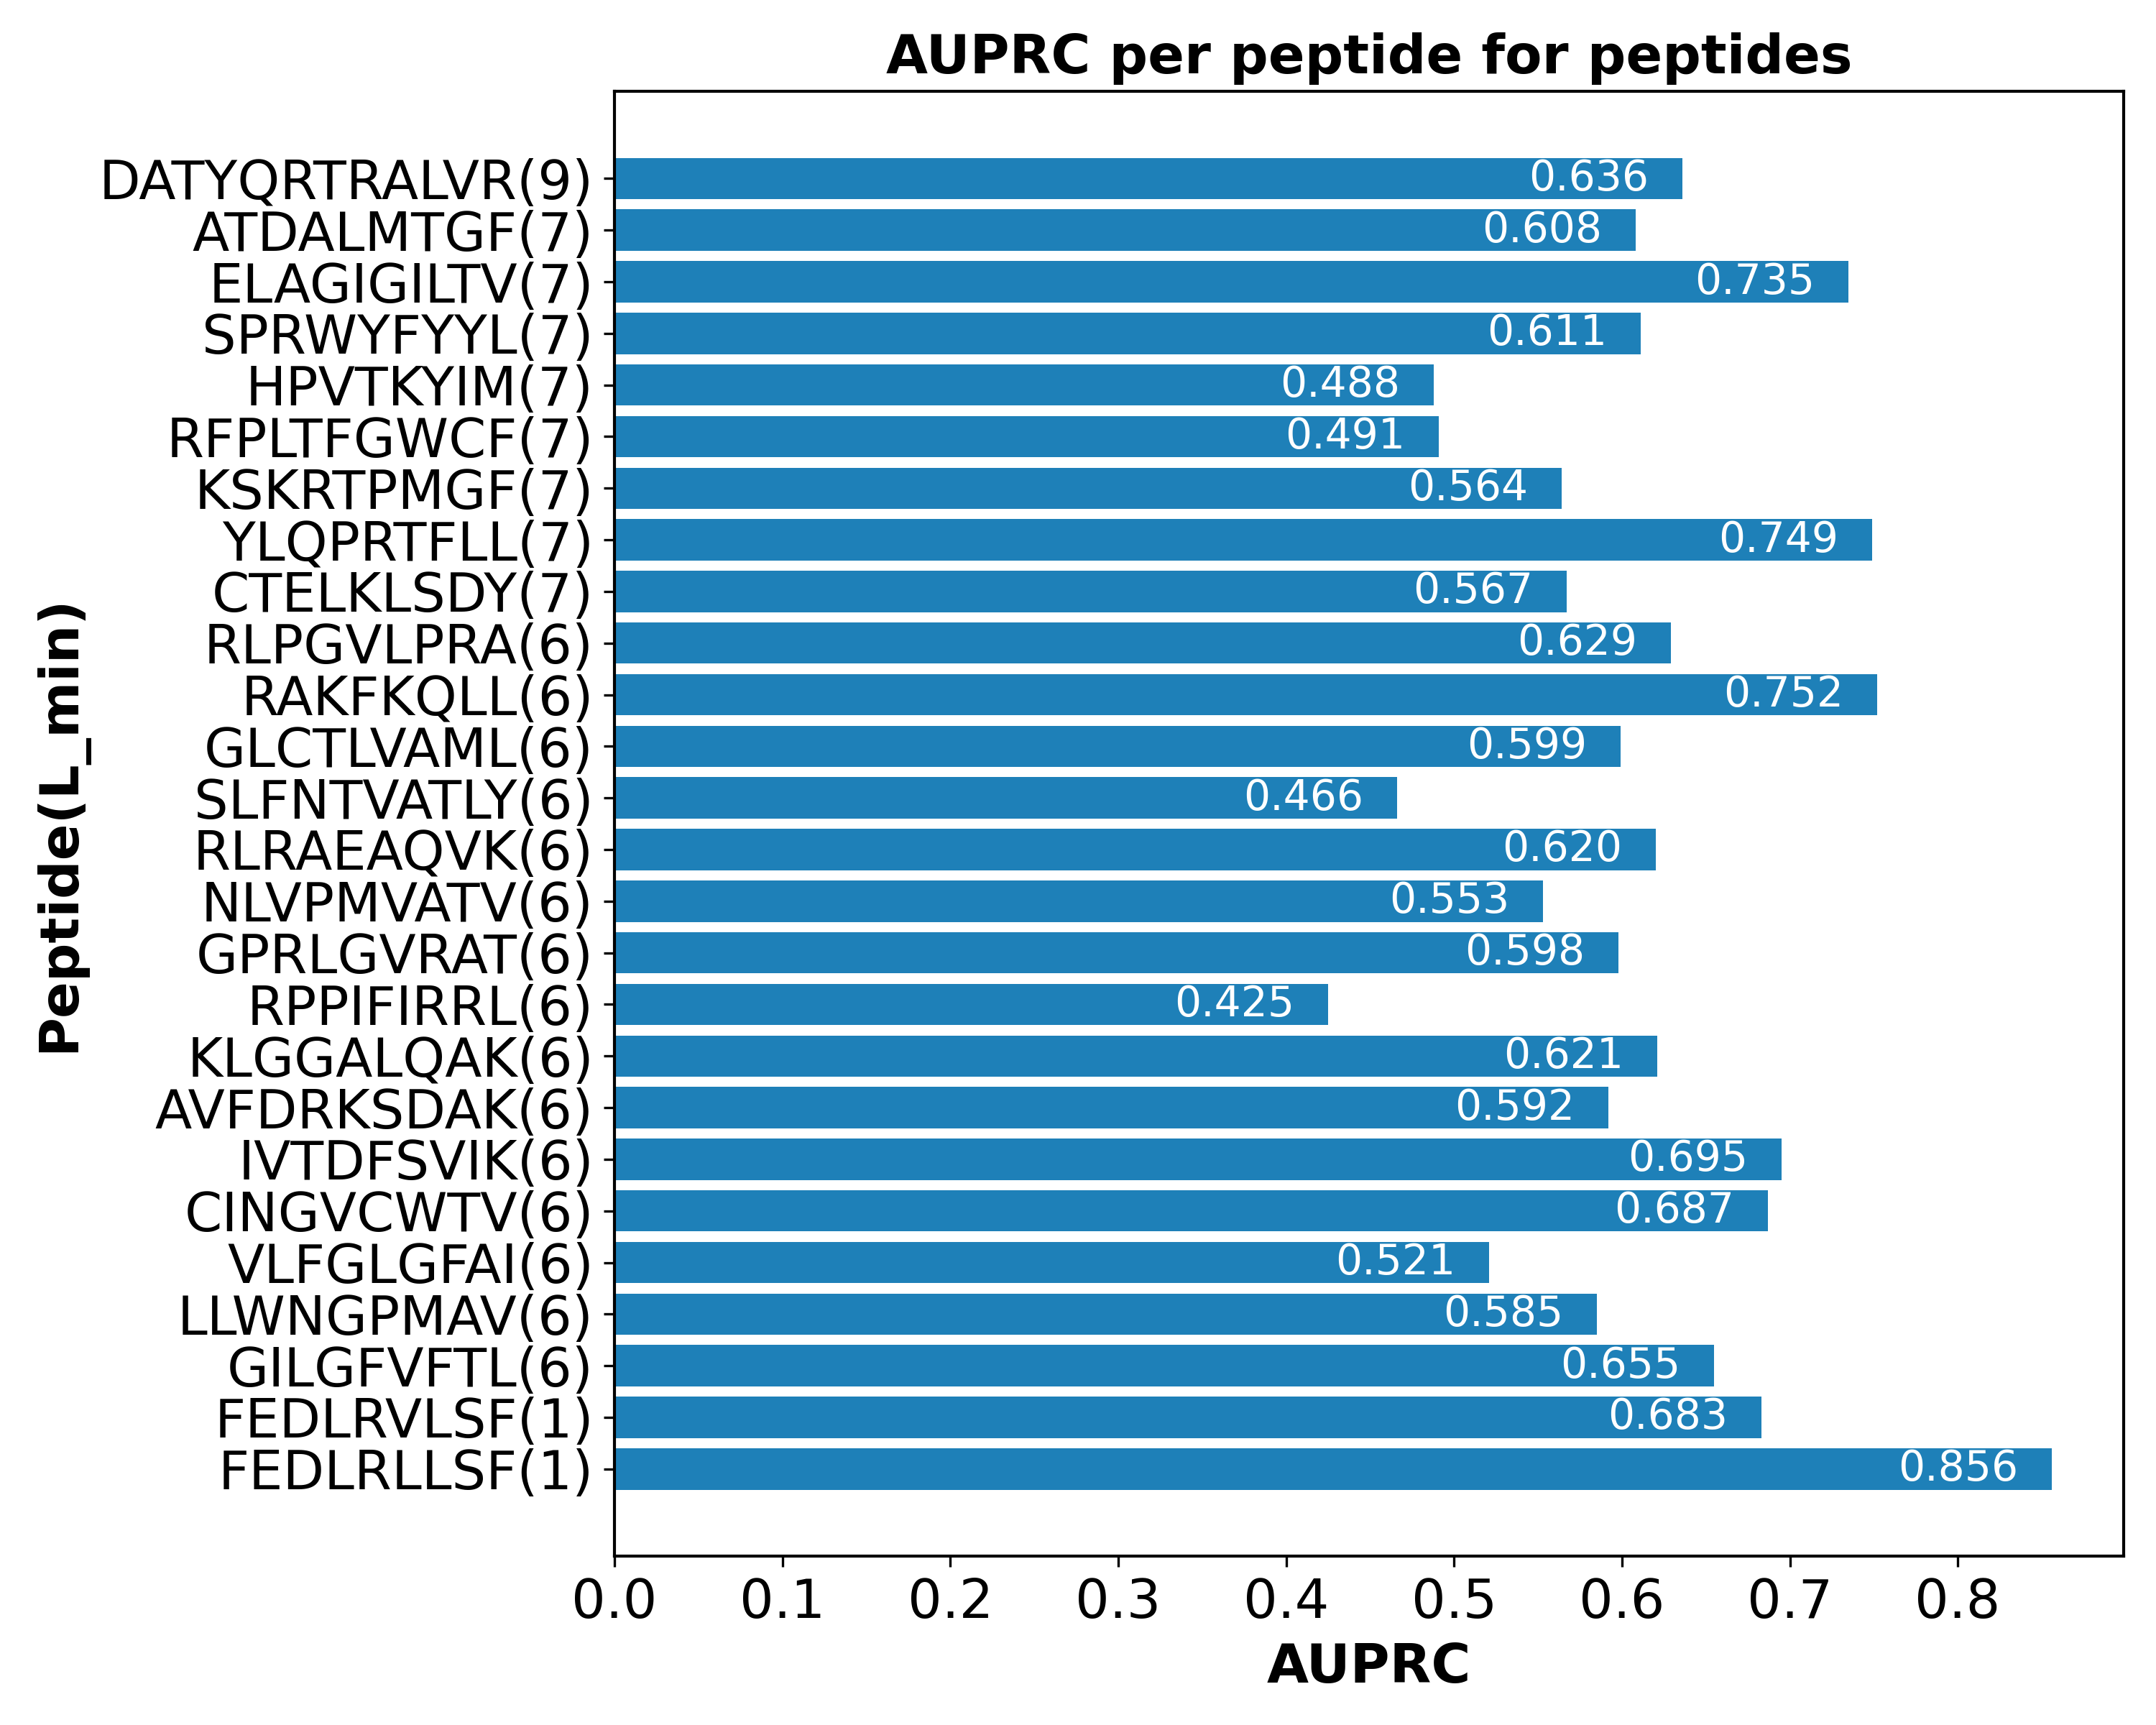 AUPRC per peptide for peptides
Peptide(L_min)
DATYQRTRALVR(9) 0.636
ATDALMTGF(7) 0.608
ELAGIGILTV(7) 0.735
SPRWYFYYL(7) 0.611
HPVTKYIM(7) 0.488
RFPLTFGWCF(7) 0.491
KSKRTPMGF(7) 0.564
YLQPRTFLL(7) 0.749
CTELKLSDY(7) 0.567
RLPGVLPRA(6) 0.629
RAKFKQLL(6) 0.752
GLCTLVAML(6) 0.599
SLFNTVATLY(6) 0.466
RLRAEAQVK(6) 0.620
NLVPMVATV(6) 0.553
GPRLGVRAT(6) 0.598
RPPIFIRRL(6) 0.425
KLGGALQAK(6) 0.621
AVFDRKSDAK(6) 0.592
IVTDFSVIK(6) 0.695
CINGVCWTV(6) 0.687
VLFGLGFAI(6) 0.521
LLWNGPMAV(6) 0.585
GILGFVFTL(6) 0.655
FEDLRVLSF(1) 0.683
FEDLRLLSF(1) 0.856
0.0 0.1 0.2 0.3 0.4 0.5 0.6 0.7 0.8
AUPRC